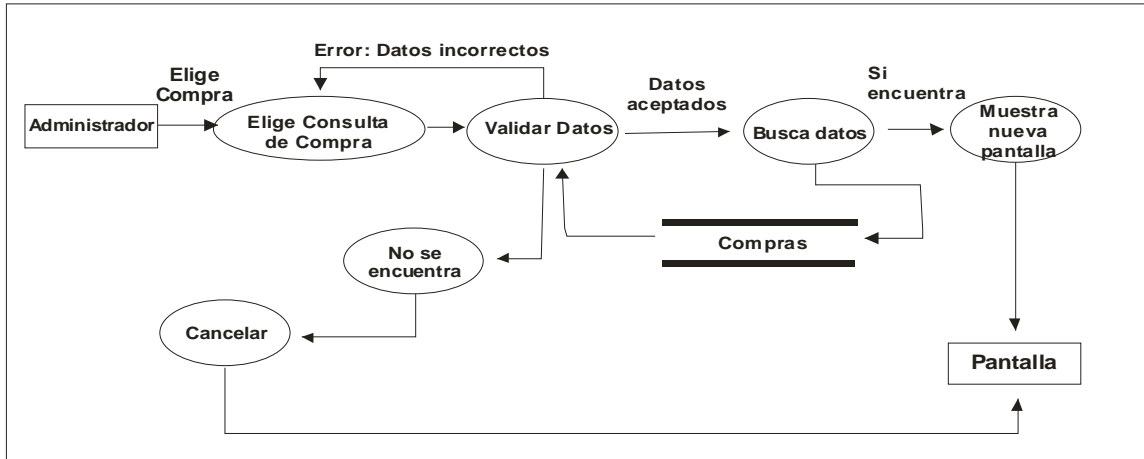 Error: Datos incorrectos
Elige
Compra
Datos
aceptados
Si
encuentra
Administrador
Elige Consulta
de Compra
Validar Datos
Busca datos
Muestra
nueva
pantalla
Compras
No se
encuentra
Cancelar
Pantalla